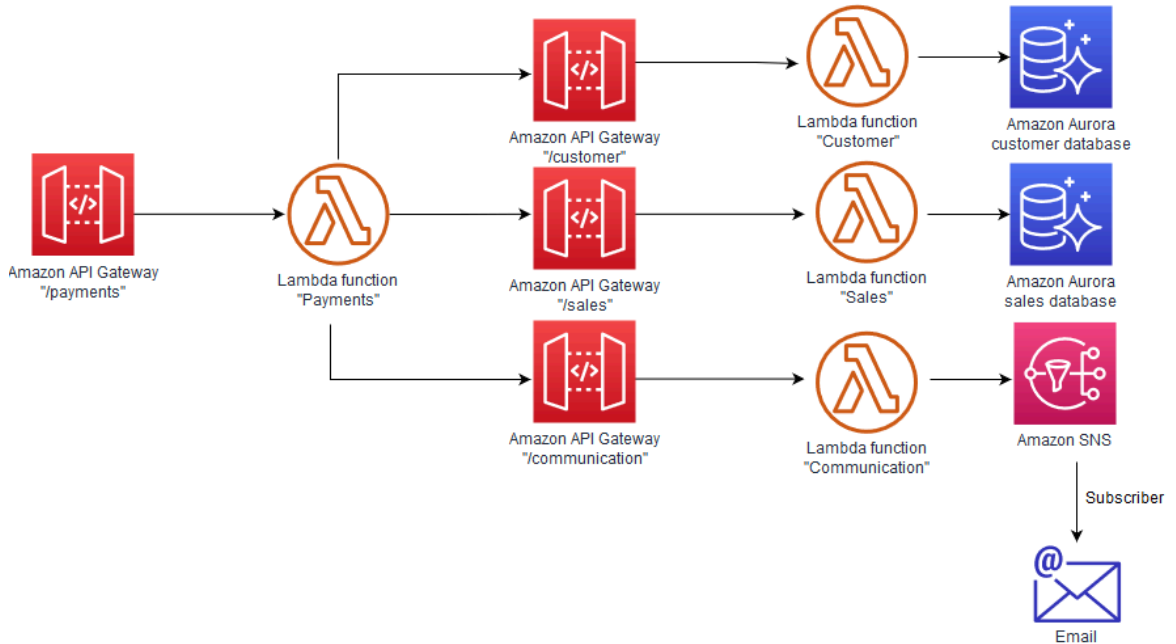 Amazon API Gateway
"/payments"
Lambda function
"Payments"
Amazon API Gateway
"/customer"
Lambda function
"Customer"
Amazon Aurora
customer database
Amazon API Gateway
"/sales"
Lambda function
"Sales"
Amazon Aurora
sales database
Amazon API Gateway
"/communication"
Lambda function
"Communication"
Amazon SNS
Subscriber
@
Email